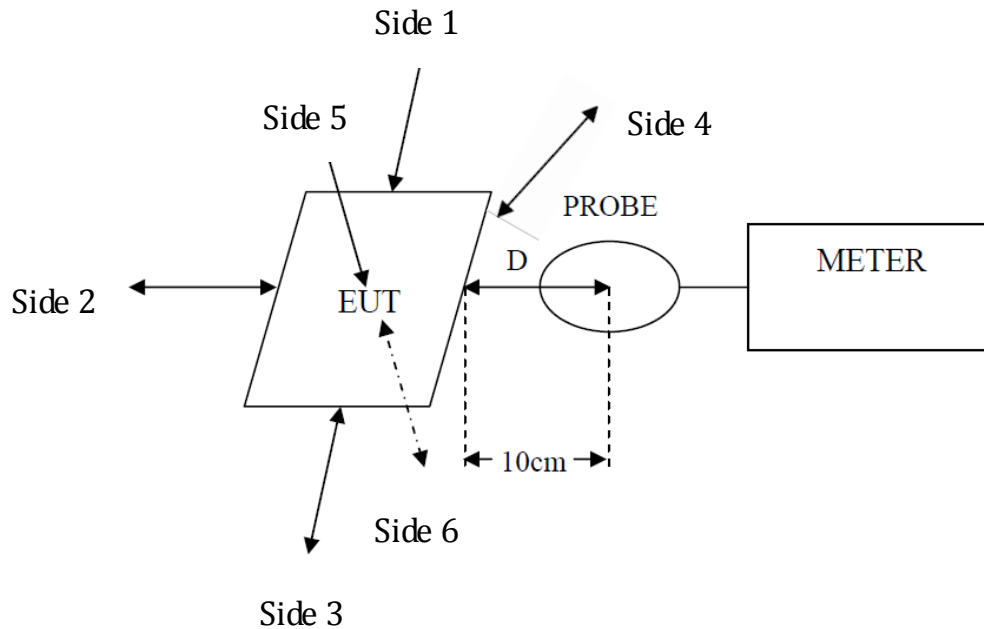 Side 1
Side 5
Side 4
PROBE
METER
D
Side 2
EUT
10cm
Side 6
Side 3